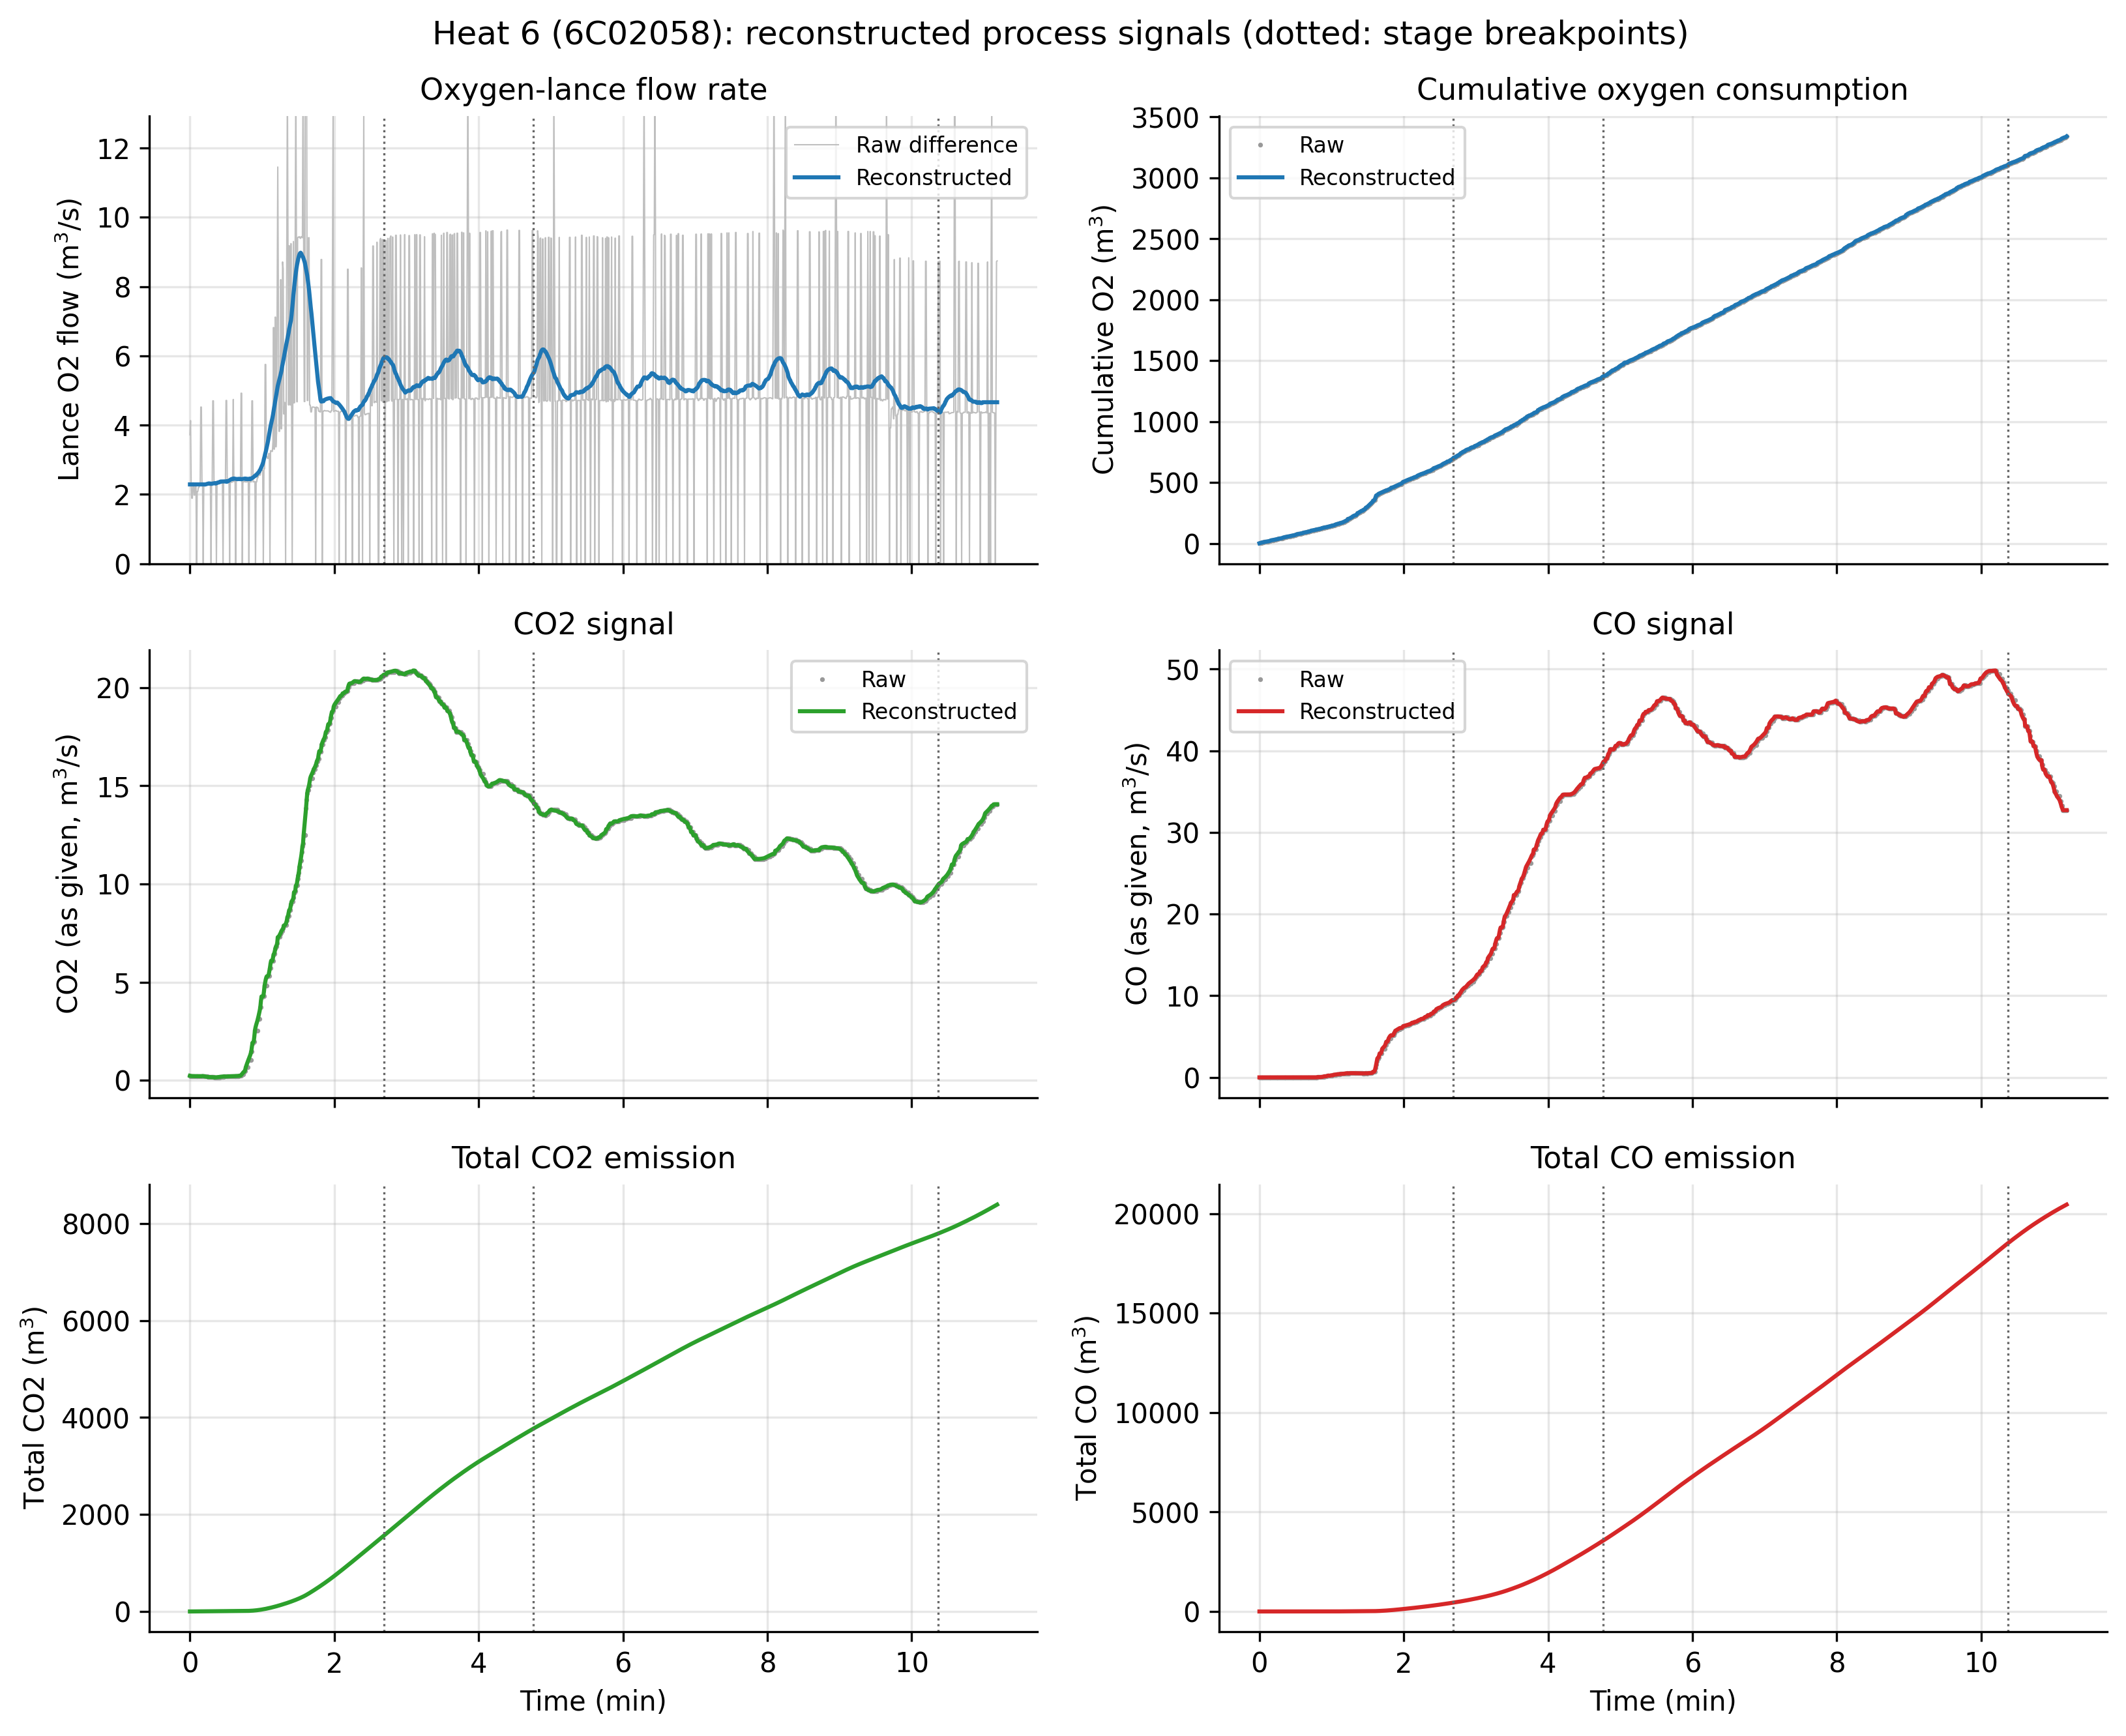 Heat 6 (6C02058): reconstructed process signals (dotted: stage breakpoints)
Oxygen-lance flow rate
Lance O2 flow (m³/s)
12
10
8
6
4
2
0
Raw difference
Reconstructed
Cumulative oxygen consumption
Cumulative O2 (m³)
3500
3000
2500
2000
1500
1000
500
0
Raw
Reconstructed
CO2 signal
CO2 (as given, m³/s)
20
15
10
5
0
Raw
Reconstructed
CO signal
CO (as given, m³/s)
50
40
30
20
10
0
Raw
Reconstructed
Total CO2 emission
Total CO2 (m³)
8000
6000
4000
2000
0
0 2 4 6 8 10
Time (min)
Total CO emission
Total CO (m³)
20000
15000
10000
5000
0
0 2 4 6 8 10
Time (min)